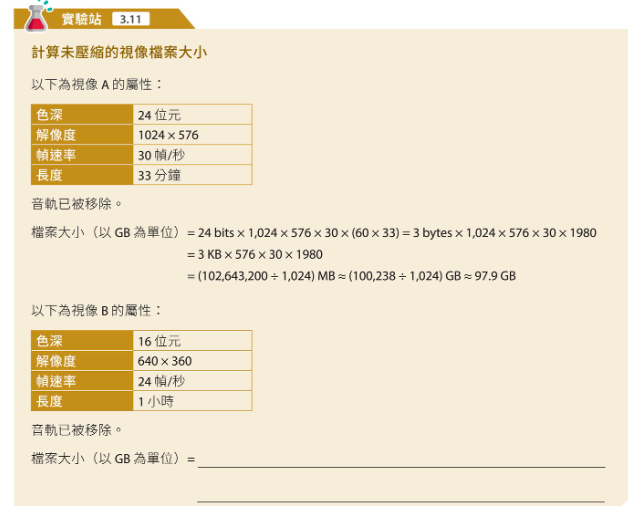 實驗站 3.11
計算未壓縮的視像檔案大小
以下為視像 A 的屬性：
色深 24 位元
解像度 1024 × 576
幀速率 30 幀/秒
長度 33 分鐘
音軌已被移除。
檔案大小（以 GB 為單位）= 24 bits × 1,024 × 576 × 30 × (60 × 33) = 3 bytes × 1,024 × 576 × 30 × 1980
= 3 KB × 576 × 30 × 1980
= (102,643,200 ÷ 1,024) MB ≈ (100,238 ÷ 1,024) GB ≈ 97.9 GB
以下為視像 B 的屬性：
色深 16 位元
解像度 640 × 360
幀速率 24 幀/秒
長度 1 小時
音軌已被移除。
檔案大小（以 GB 為單位）=